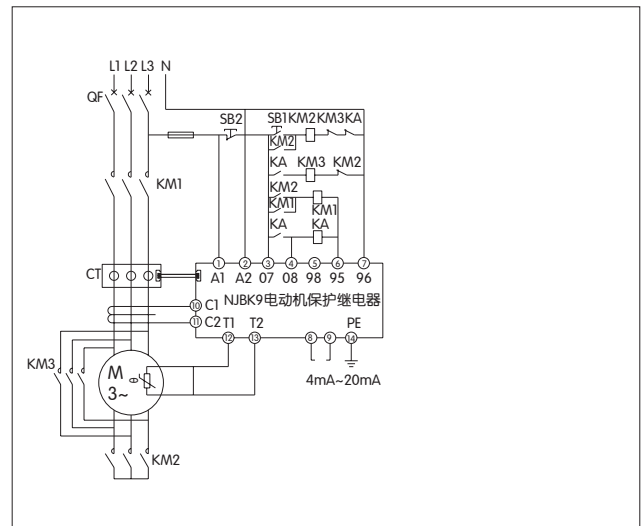 L1 L2 L3 N
QF
SB2 SB1 KM2 KM3 KA
KM2
KA KM3 KM2
KM1
KM2
KM1 KM1
KA KA
① ② ③ ④ ⑤ ⑥ ⑦
CT A1 A2 07 08 98 95 96
NJBK9电动机保护继电器
⑩ C1
⑪ C2 T1 T2 PE
⑫ ⑬ ⑧ ⑨ ⑭
KM3
4mA~20mA
M
3~
KM2